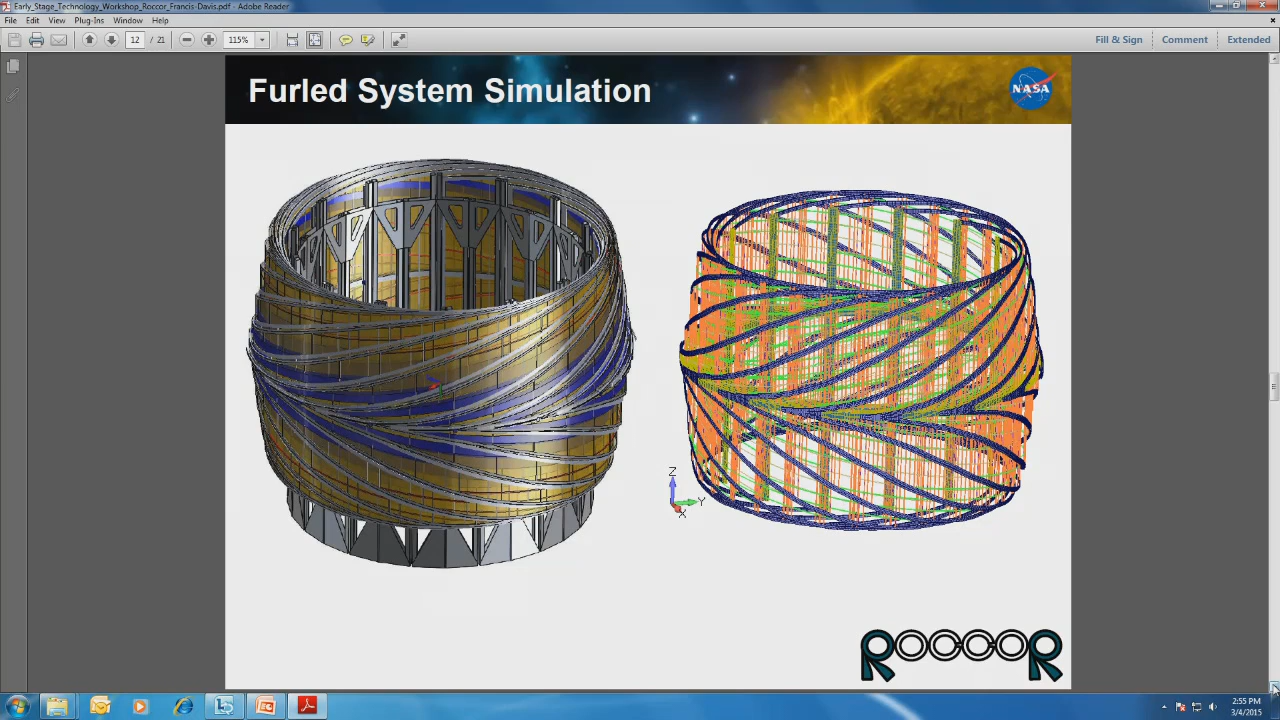 Early_Stage_Technology_Workshop_Roccor_Francis-Davis.pdf - Adobe Reader
File Edit View Plug-Ins Window Help
12 / 21 115% Fill & Sign Comment Extended
Furled System Simulation
NASA
Z
Y
X
ROCCOR
2:55 PM
3/4/2015